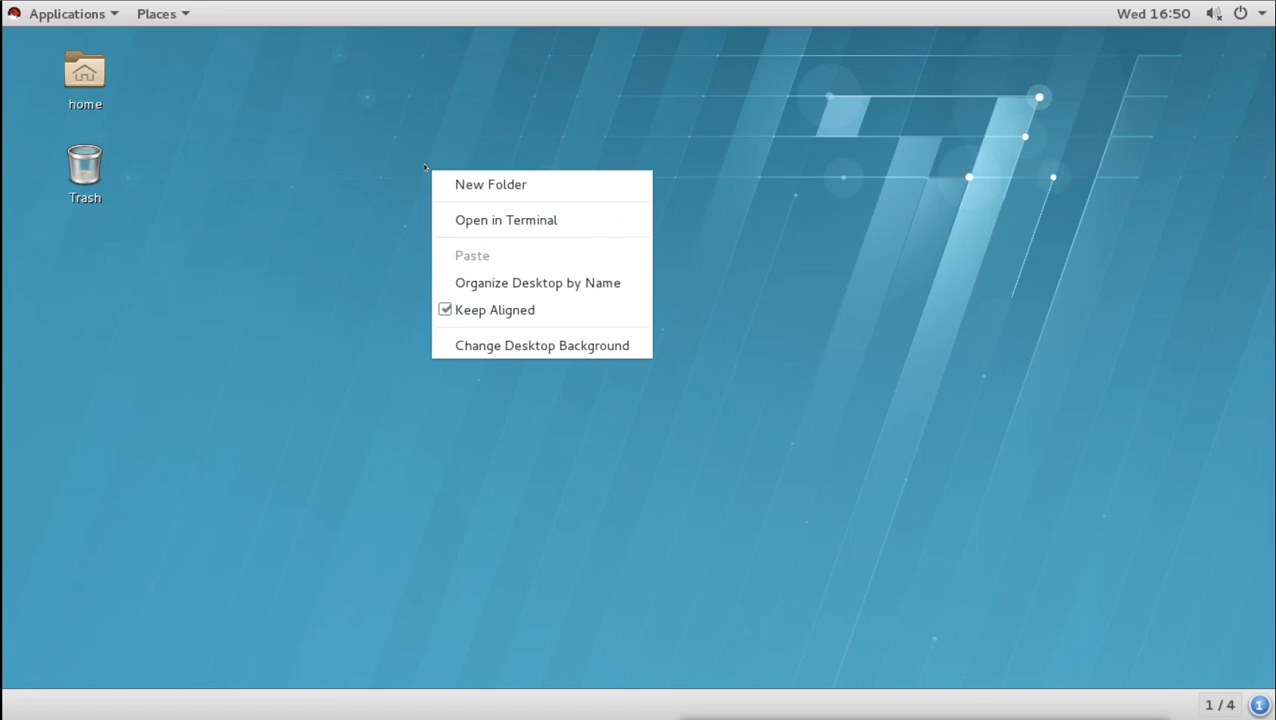 Applications Places Wed 16:50
home
Trash
New Folder
Open in Terminal
Paste
Organize Desktop by Name
Keep Aligned
Change Desktop Background
1 / 4 1